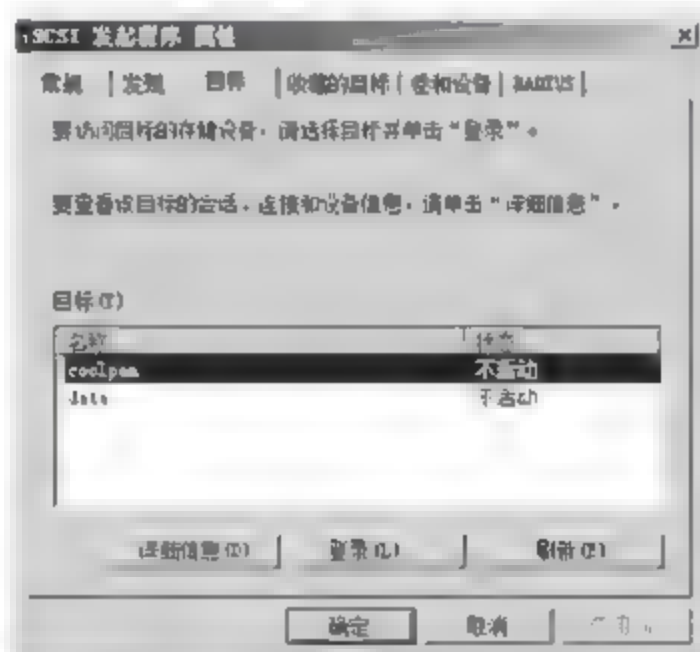 iSCSI 发起程序 属性
常规 发现 目标 收藏的目标 卷和设备 RADIUS
要访问目标的存储设备，请选择目标并单击“登录”。
要查看该目标的会话、连接和设备信息，请单击“详细信息”。
目标(T)
名称 状态
coolpen 不活动
data 不活动
详细信息(D) 登录(L) 刷新(R)
确定 取消